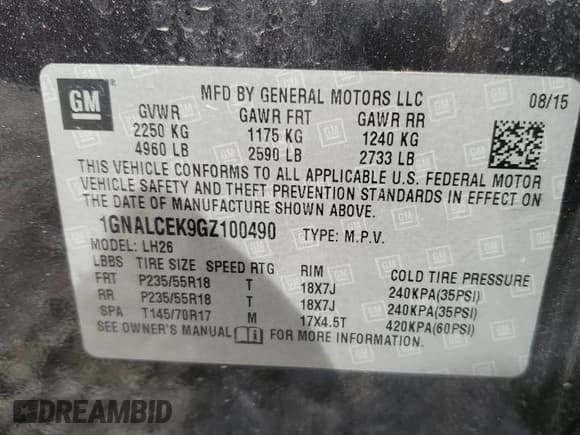 GM
MFD BY GENERAL MOTORS LLC
08/15
GVWR GAWR FRT GAWR RR
2250 KG 1175 KG 1240 KG
4960 LB 2590 LB 2733 LB
THIS VEHICLE CONFORMS TO ALL APPLICABLE U.S. FEDERAL MOTOR
VEHICLE SAFETY AND THEFT PREVENTION STANDARDS IN EFFECT ON
THE DATE OF MANUFACTURE SHOWN ABOVE.
1GNALCEK9GZ100490 TYPE: M.P.V.
MODEL: LH26
LBBS TIRE SIZE SPEED RTG RIM COLD TIRE PRESSURE
FRT P235/55R18 T 18X7J 240KPA(35PSI)
RR P235/55R18 T 18X7J 240KPA(35PSI)
SPA T145/70R17 M 17X4.5T 420KPA(60PSI)
SEE OWNER'S MANUAL i FOR MORE INFORMATION.
DREAMBID